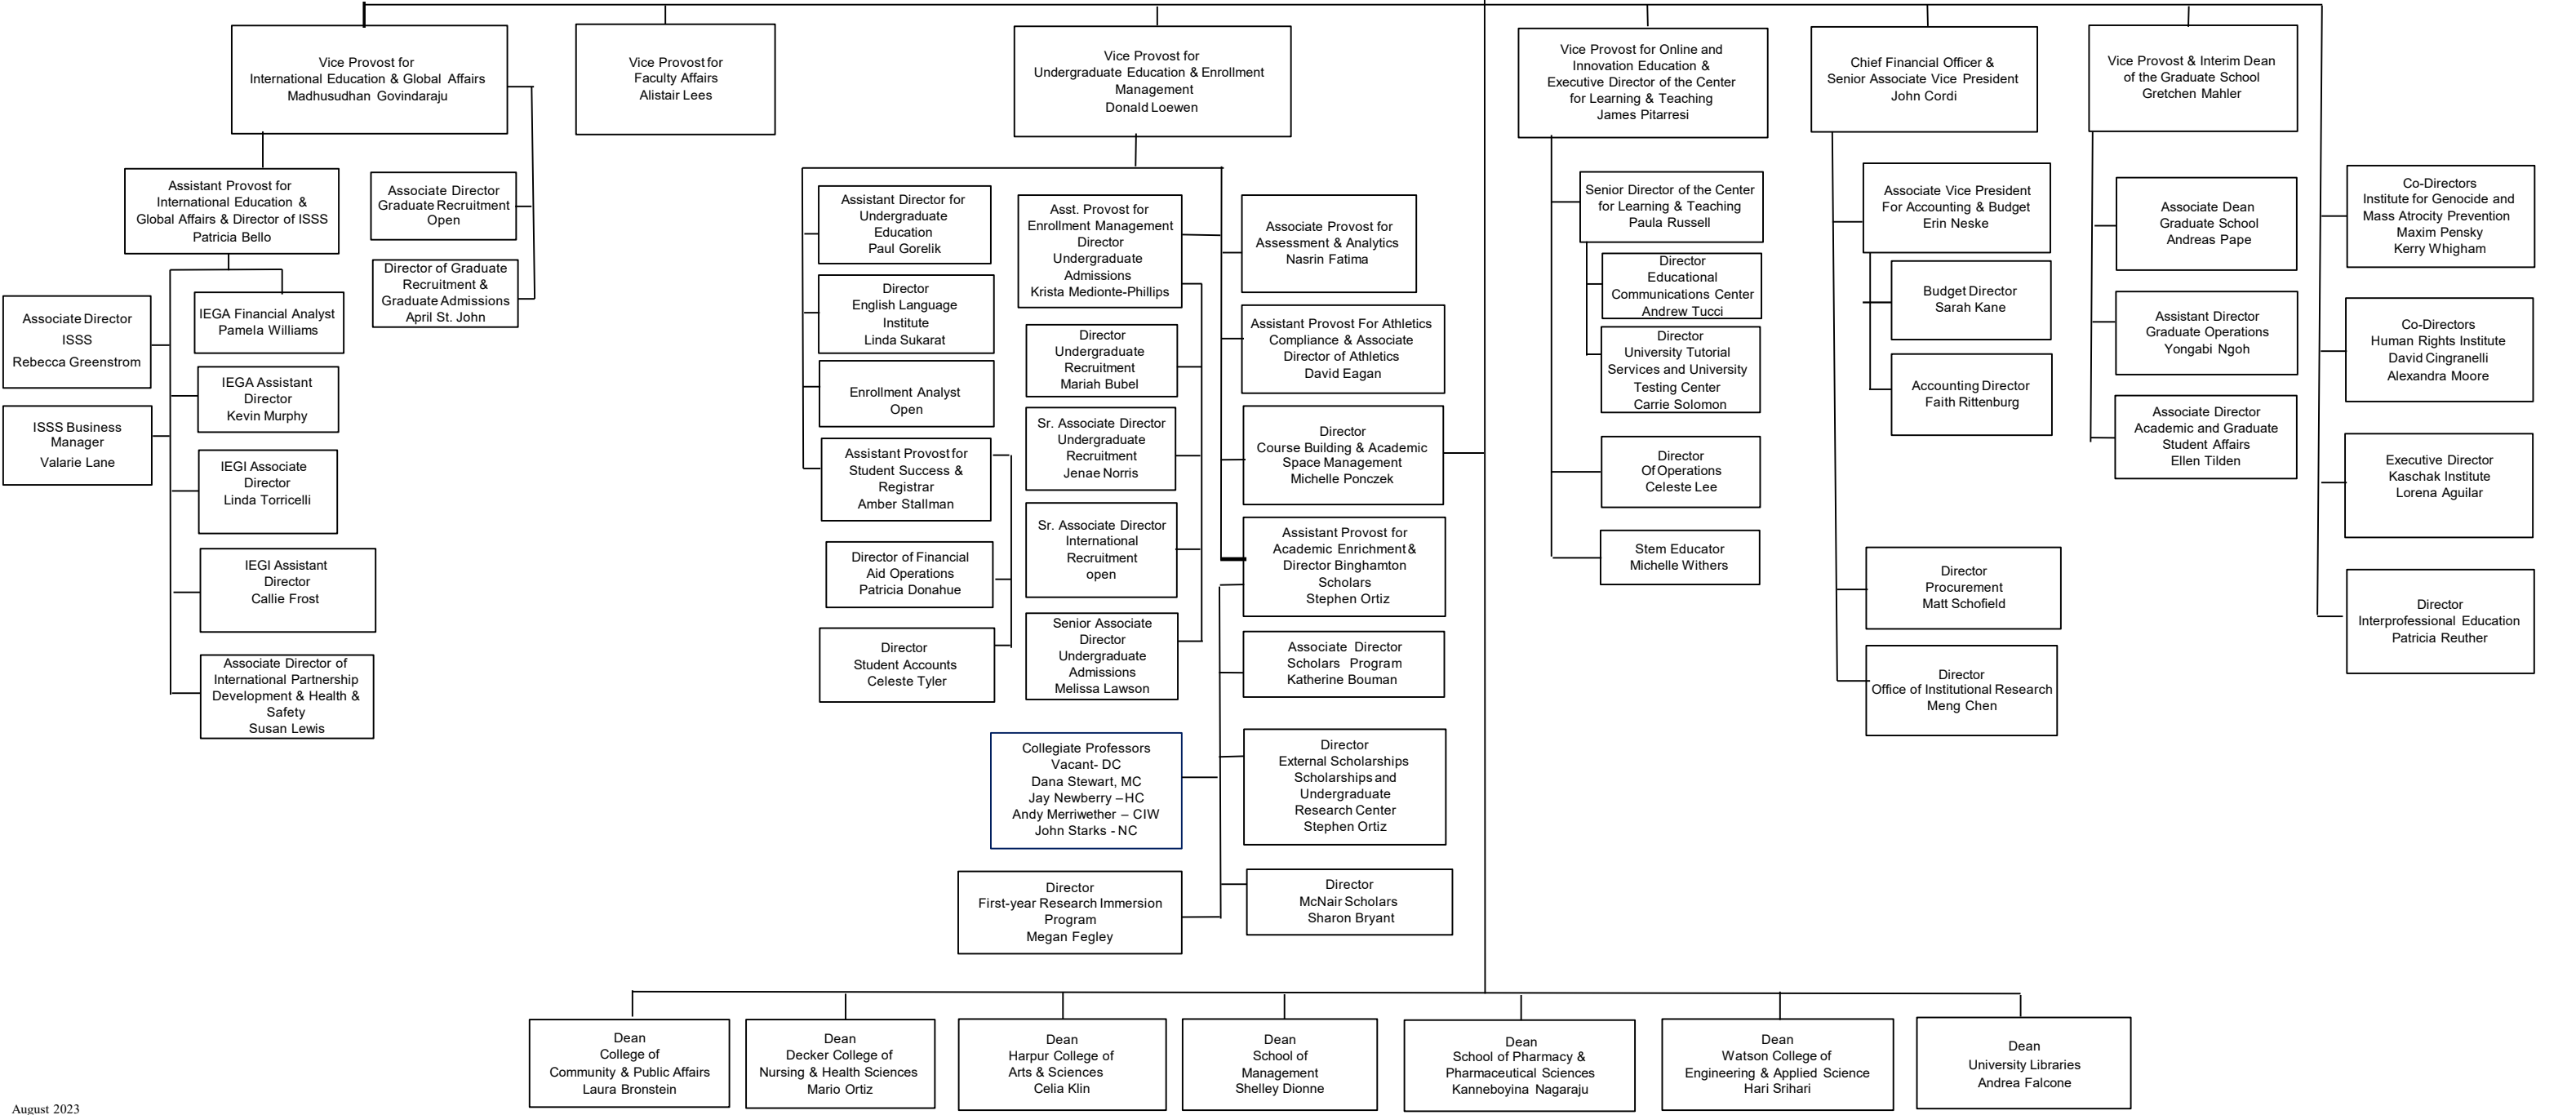 Vice Provost for
International Education & Global Affairs
Madhusudhan Govindaraju
Vice Provost for
Faculty Affairs
Alistair Lees
Vice Provost for
Undergraduate Education & Enrollment
Management
Donald Loewen
Vice Provost for Online and
Innovation Education &
Executive Director of the Center
for Learning & Teaching
James Pitarresi
Chief Financial Officer &
Senior Associate Vice President
John Cordi
Vice Provost & Interim Dean
of the Graduate School
Gretchen Mahler
Assistant Provost for
International Education &
Global Affairs & Director of ISSS
Patricia Bello
Associate Director
Graduate Recruitment
Open
Director of Graduate
Recruitment &
Graduate Admissions
April St. John
Associate Director
ISSS
Rebecca Greenstrom
ISSS Business
Manager
Valarie Lane
IEGA Financial Analyst
Pamela Williams
IEGA Assistant
Director
Kevin Murphy
IEGI Associate
Director
Linda Torricelli
IEGI Assistant
Director
Callie Frost
Associate Director of
International Partnership
Development & Health &
Safety
Susan Lewis
Assistant Director for
Undergraduate
Education
Paul Gorelik
Director
English Language
Institute
Linda Sukarat
Enrollment Analyst
Open
Assistant Provost for
Student Success &
Registrar
Amber Stallman
Director of Financial
Aid Operations
Patricia Donahue
Director
Student Accounts
Celeste Tyler
Asst. Provost for
Enrollment Management
Director
Undergraduate
Admissions
Krista Medionte-Phillips
Director
Undergraduate
Recruitment
Mariah Bubel
Sr. Associate Director
Undergraduate
Recruitment
Jenae Norris
Sr. Associate Director
International
Recruitment
open
Senior Associate
Director
Undergraduate
Admissions
Melissa Lawson
Collegiate Professors
Vacant- DC
Dana Stewart, MC
Jay Newberry –HC
Andy Merriwether – CIW
John Starks - NC
Director
First-year Research Immersion
Program
Megan Fegley
Associate Provost for
Assessment & Analytics
Nasrin Fatima
Assistant Provost For Athletics
Compliance & Associate
Director of Athletics
David Eagan
Director
Course Building & Academic
Space Management
Michelle Ponczek
Assistant Provost for
Academic Enrichment &
Director Binghamton
Scholars
Stephen Ortiz
Associate Director
Scholars Program
Katherine Bouman
Director
External Scholarships
Scholarships and
Undergraduate
Research Center
Stephen Ortiz
Director
McNair Scholars
Sharon Bryant
Senior Director of the Center
for Learning & Teaching
Paula Russell
Director
Educational
Communications Center
Andrew Tucci
Director
University Tutorial
Services and University
Testing Center
Carrie Solomon
Director
Of Operations
Celeste Lee
Stem Educator
Michelle Withers
Associate Vice President
For Accounting & Budget
Erin Neske
Budget Director
Sarah Kane
Accounting Director
Faith Rittenburg
Director
Procurement
Matt Schofield
Director
Office of Institutional Research
Meng Chen
Associate Dean
Graduate School
Andreas Pape
Assistant Director
Graduate Operations
Yongabi Ngoh
Associate Director
Academic and Graduate
Student Affairs
Ellen Tilden
Co-Directors
Institute for Genocide and
Mass Atrocity Prevention
Maxim Pensky
Kerry Whigham
Co-Directors
Human Rights Institute
David Cingranelli
Alexandra Moore
Executive Director
Kaschak Institute
Lorena Aguilar
Director
Interprofessional Education
Patricia Reuther
Dean
College of
Community & Public Affairs
Laura Bronstein
Dean
Decker College of
Nursing & Health Sciences
Mario Ortiz
Dean
Harpur College of
Arts & Sciences
Celia Klin
Dean
School of
Management
Shelley Dionne
Dean
School of Pharmacy &
Pharmaceutical Sciences
Kanneboyina Nagaraju
Dean
Watson College of
Engineering & Applied Science
Hari Srihari
Dean
University Libraries
Andrea Falcone
August 2023